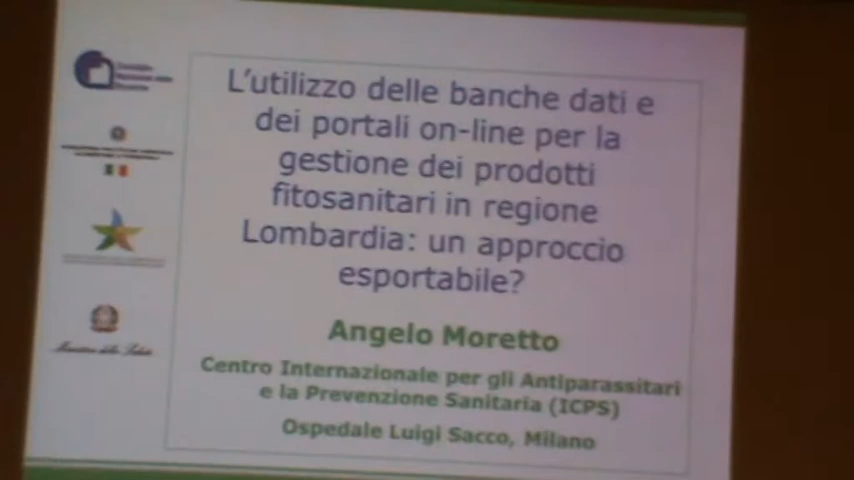 L'utilizzo delle banche dati e
dei portali on-line per la
gestione dei prodotti
fitosanitari in regione
Lombardia: un approccio
esportabile?
Angelo Moretto
Centro Internazionale per gli Antiparassitari
e la Prevenzione Sanitaria (ICPS)
Ospedale Luigi Sacco, Milano